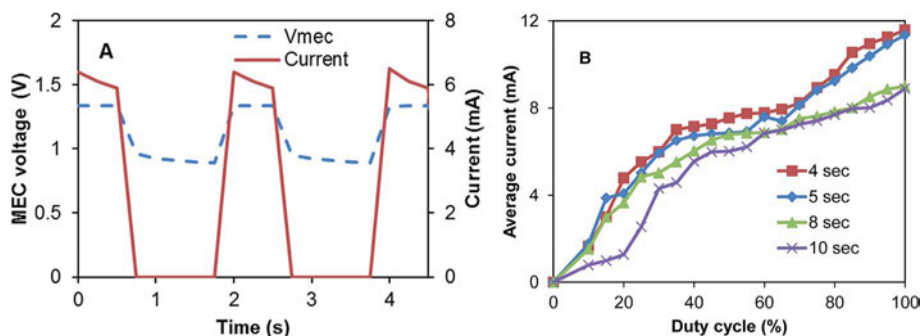 A
Vmec
Current
MEC voltage (V)
2
1.5
1
0.5
0
8
6
4
2
0
Current (mA)
0 1 2 3 4
Time (s)
B
Average current (mA)
12
8
4
0
4 sec
5 sec
8 sec
10 sec
0 20 40 60 80 100
Duty cycle (%)